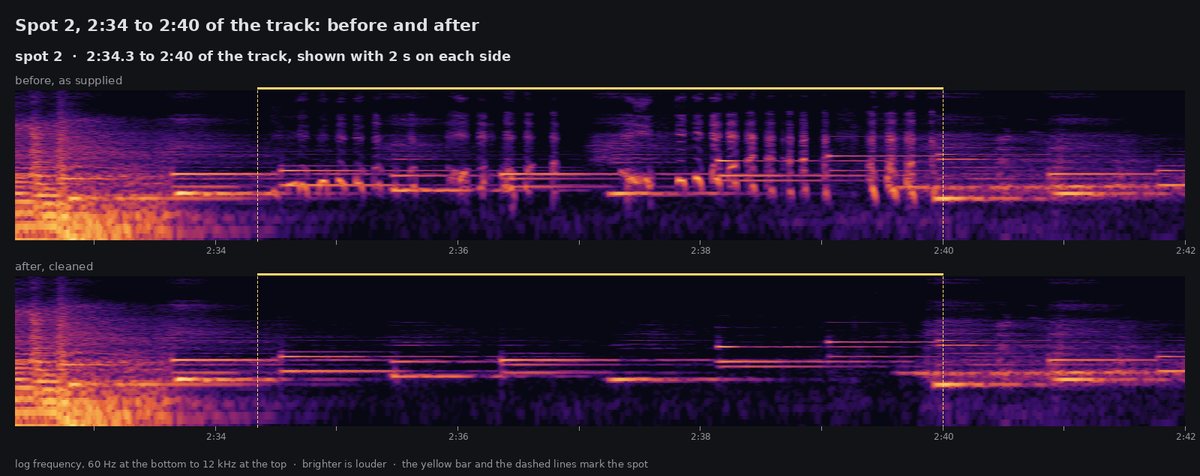 Spot 2, 2:34 to 2:40 of the track: before and after
spot 2 · 2:34.3 to 2:40 of the track, shown with 2 s on each side
before, as supplied
2:34 2:36 2:38 2:40 2:42
after, cleaned
2:34 2:36 2:38 2:40 2:42
log frequency, 60 Hz at the bottom to 12 kHz at the top · brighter is louder · the yellow bar and the dashed lines mark the spot